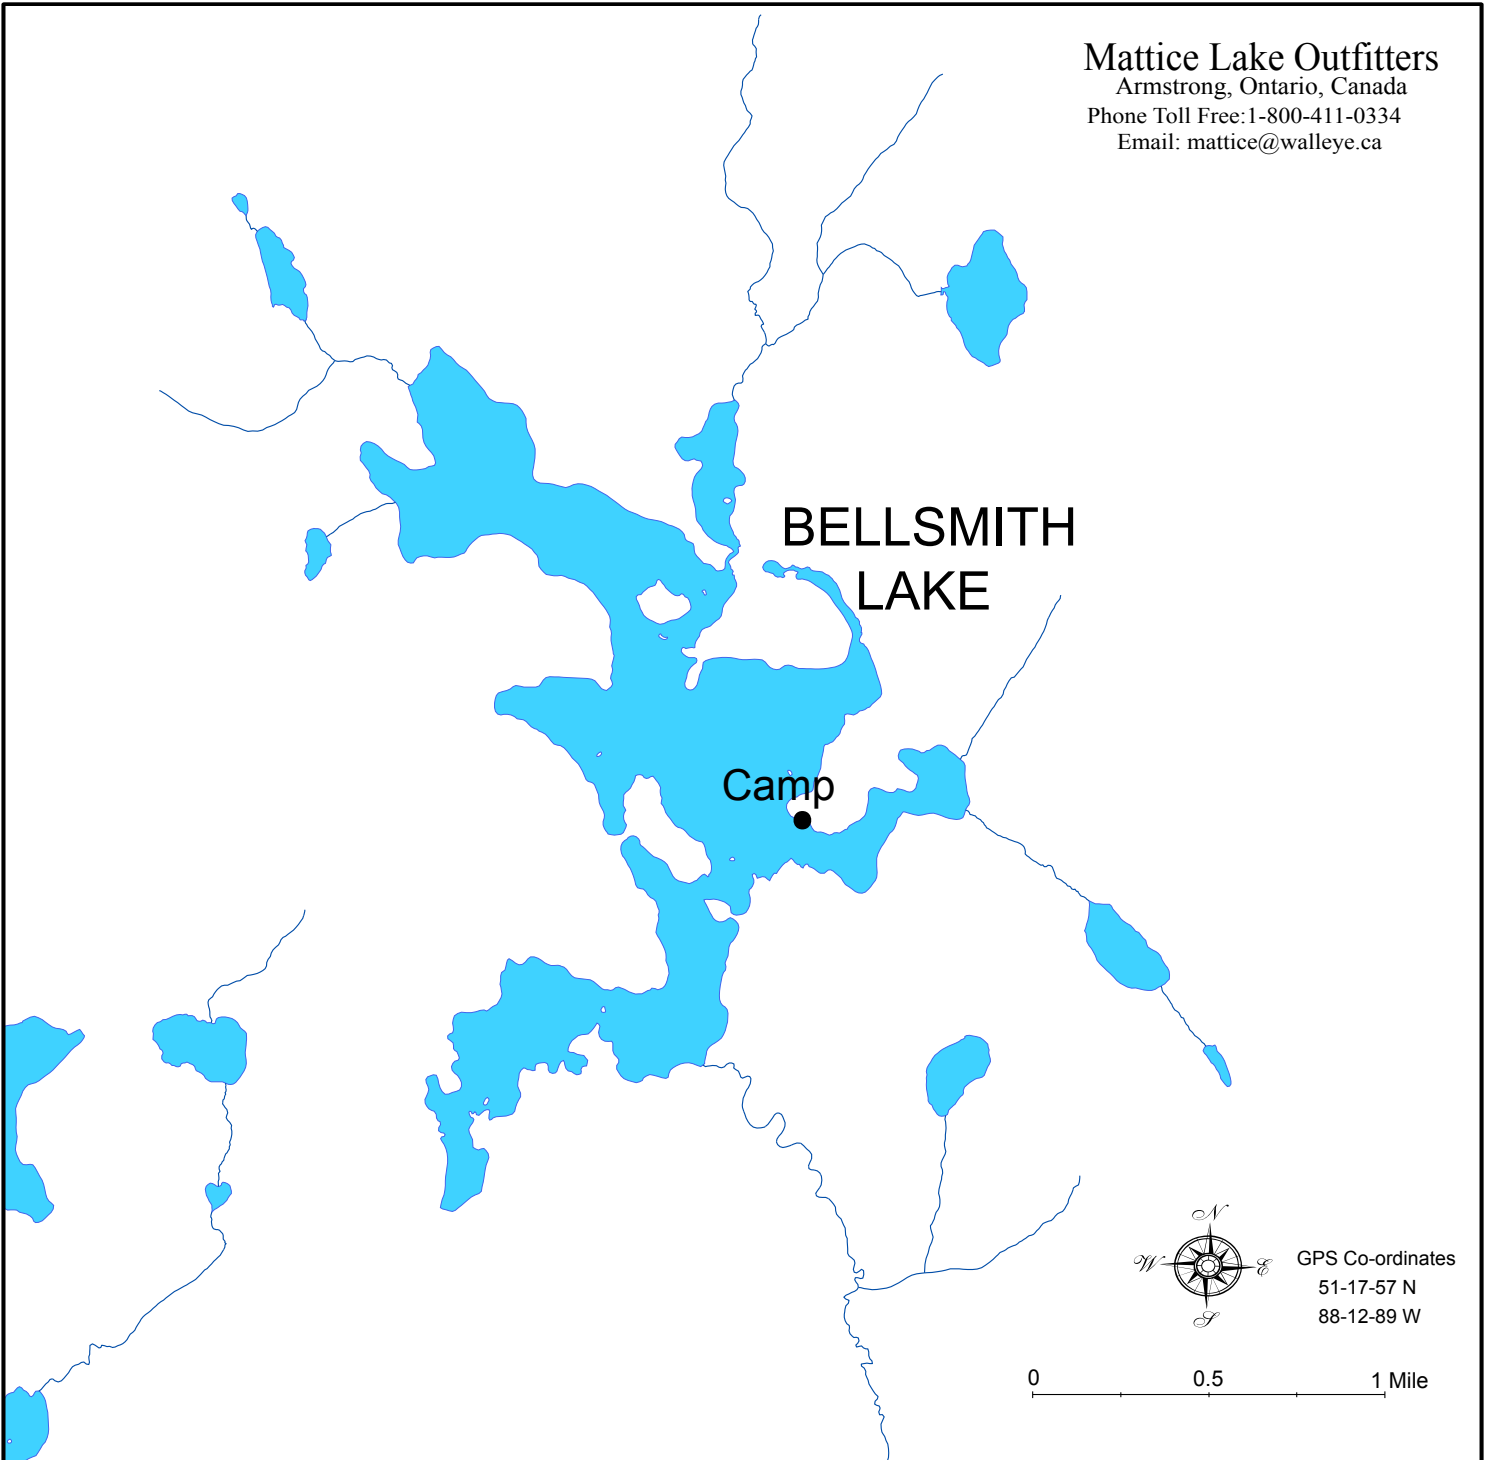 Mattice Lake Outfitters
Armstrong, Ontario, Canada
Phone Toll Free:1-800-411-0334
Email: mattice@walleye.ca
BELLSMITH
LAKE
Camp
N
W E
S
GPS Co-ordinates
51-17-57 N
88-12-89 W
0 0.5 1 Mile